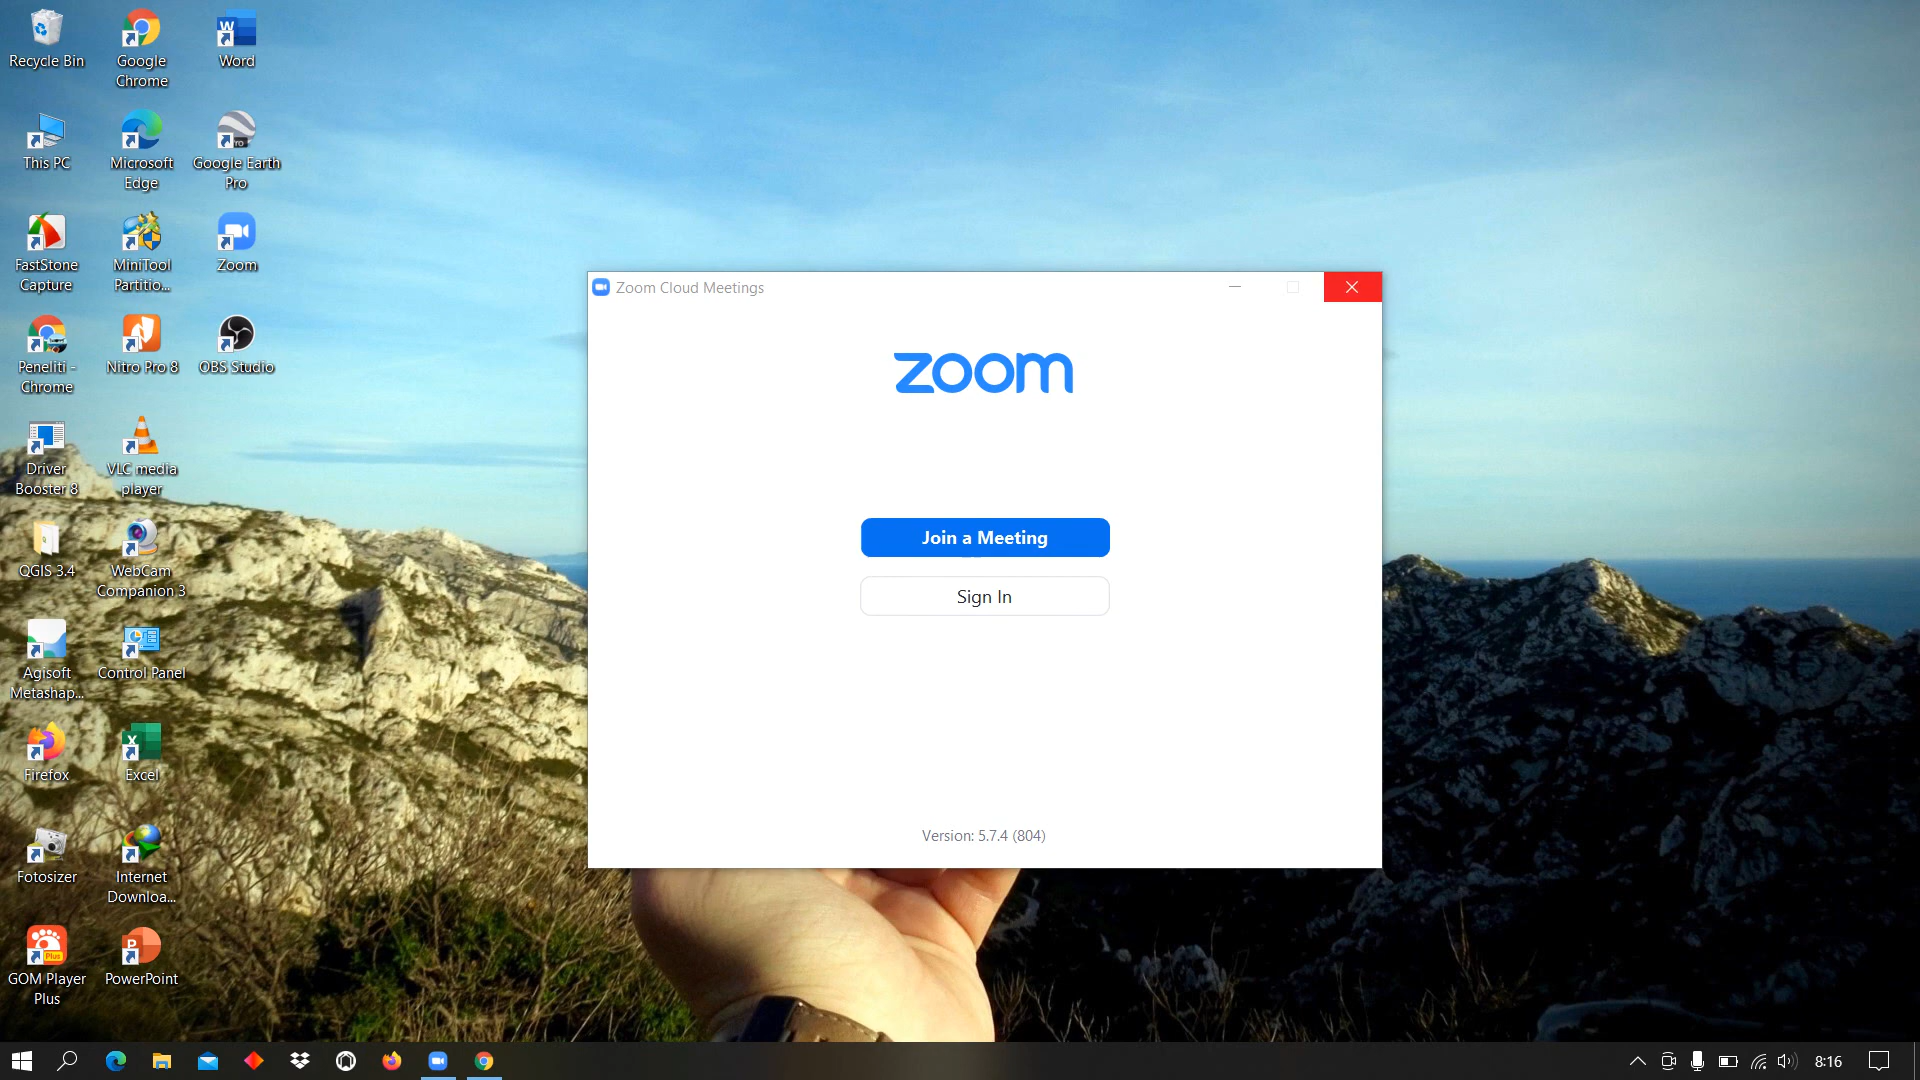 Recycle Bin
Google
Chrome
Word
This PC
Microsoft
Edge
Google Earth
Pro
FastStone
Capture
MiniTool
Partitio...
Zoom
Peneliti -
Chrome
Nitro Pro 8
OBS Studio
Driver
Booster 8
VLC media
player
QGIS 3.4
WebCam
Companion 3
Agisoft
Metashap...
Control Panel
Firefox
Excel
Fotosizer
Internet
Downloa...
GOM Player
Plus
PowerPoint
Zoom Cloud Meetings
zoom
Join a Meeting
Sign In
Version: 5.7.4 (804)
8:16